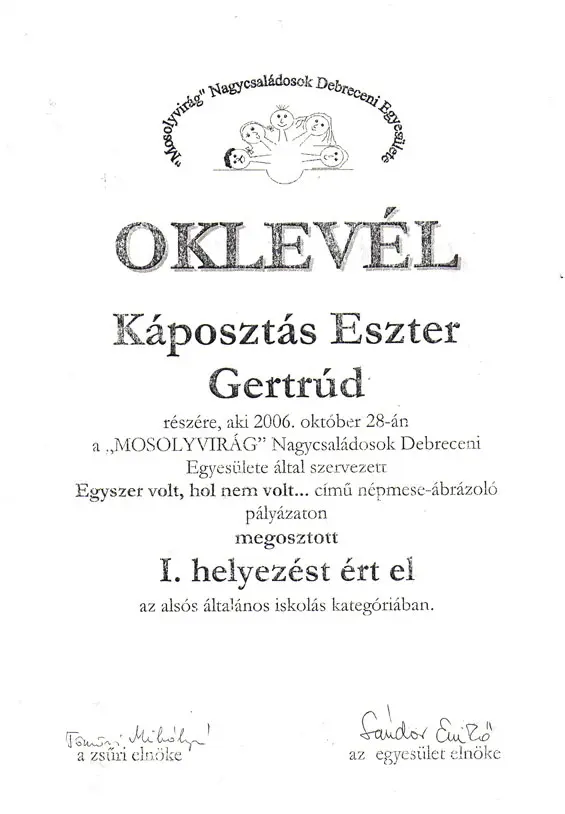 "Mosolyvirág" Nagycsaládosok Debreceni Egyesülete
OKLEVÉL
Káposztás Eszter
Gertrúd
részére, aki 2006. október 28-án
a „MOSOLYVIRÁG” Nagycsaládosok Debreceni
Egyesülete által szervezett
Egyszer volt, hol nem volt... című népmese-ábrázoló
pályázaton
megosztott
I. helyezést ért el
az alsós általános iskolás kategóriában.
Mihály
a zsűri elnöke
Sándor Enikő
az egyesület elnöke